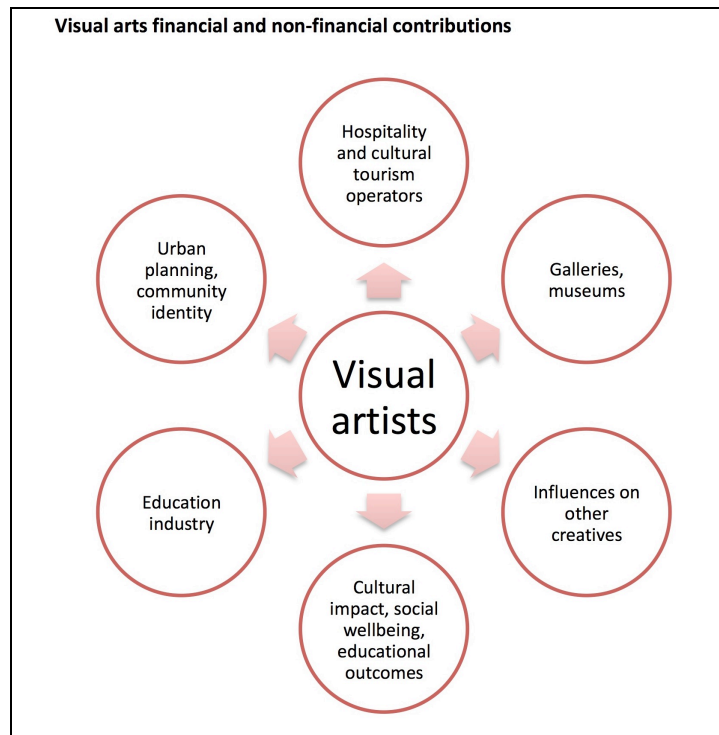 Visual arts financial and non-financial contributions
Hospitality
and cultural
tourism
operators
Urban
planning,
community
identity
Galleries,
museums
Visual
artists
Education
industry
Influences on
other
creatives
Cultural
impact, social
wellbeing,
educational
outcomes